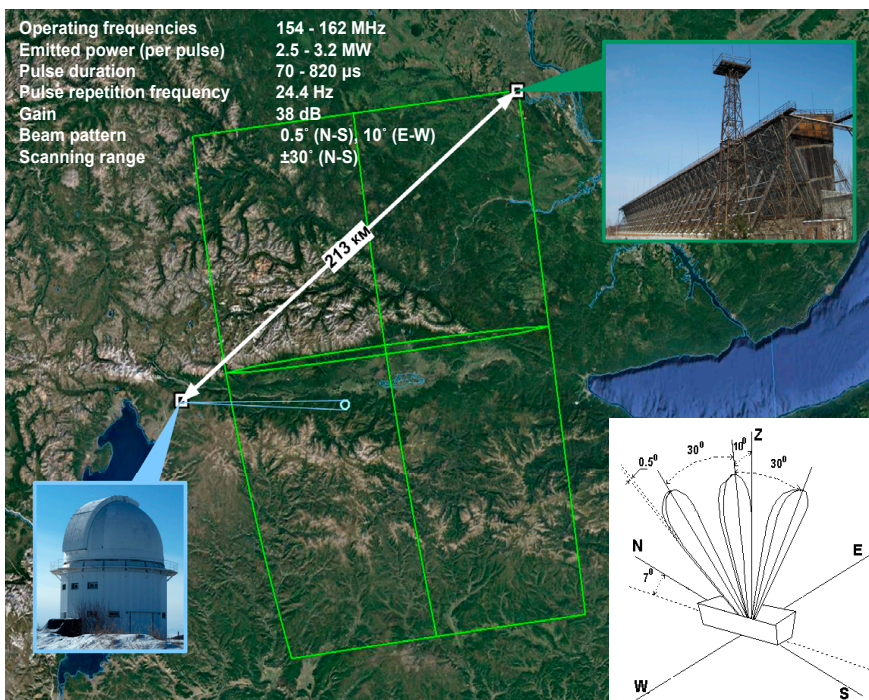 Operating frequencies 154 - 162 MHz
Emitted power (per pulse) 2.5 - 3.2 MW
Pulse duration 70 - 820 µs
Pulse repetition frequency 24.4 Hz
Gain 38 dB
Beam pattern 0.5˚ (N-S), 10˚ (E-W)
Scanning range ±30˚ (N-S)
213 км
Z
30⁰
10⁰
0.5⁰
30⁰
N
E
7⁰
W
S